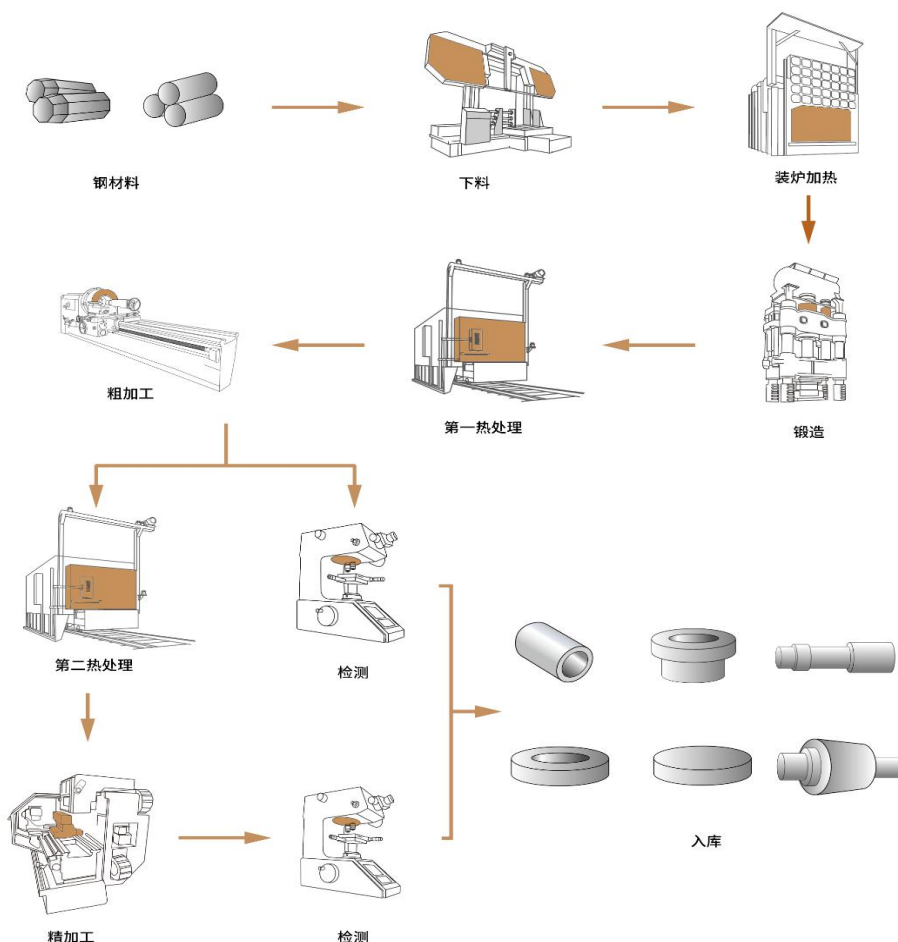 钢材料
下料
装炉加热
粗加工
第一热处理
锻造
第二热处理
检测
入库
精加工
检测